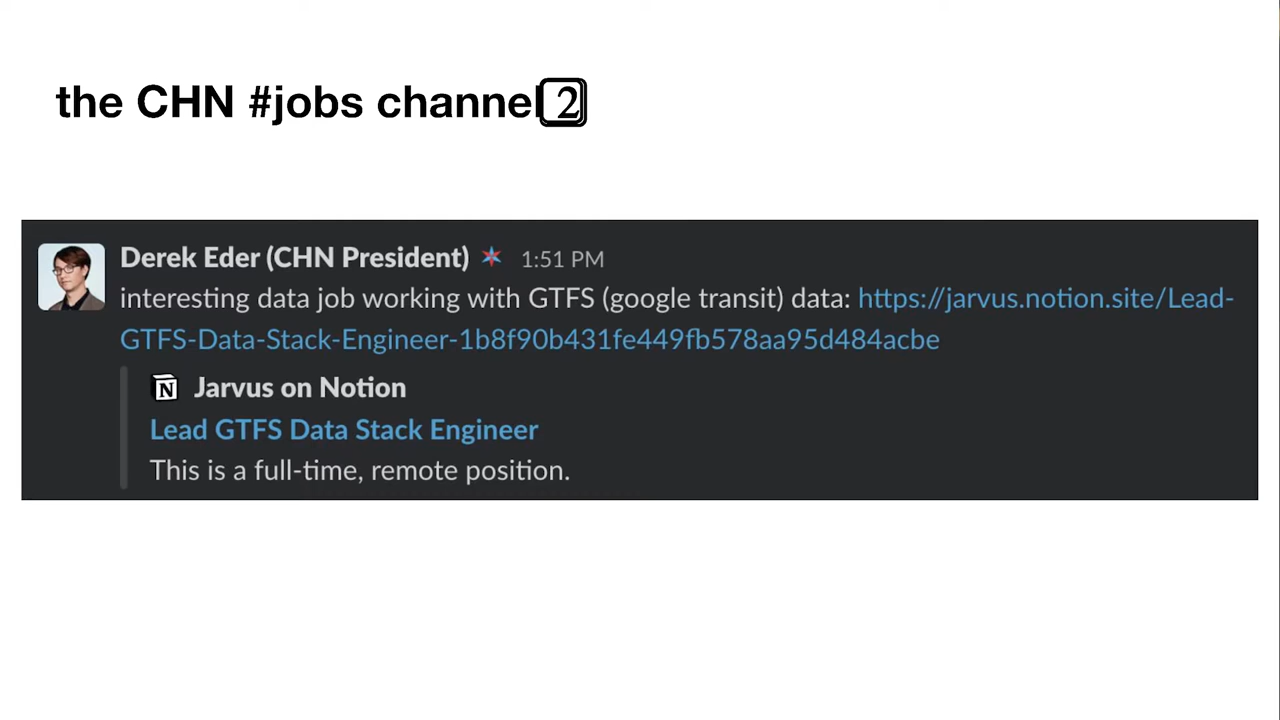 the CHN #jobs channel 2
Derek Eder (CHN President) 1:51 PM
interesting data job working with GTFS (google transit) data: https://jarvus.notion.site/Lead-
GTFS-Data-Stack-Engineer-1b8f90b431fe449fb578aa95d484acbe
N Jarvus on Notion
Lead GTFS Data Stack Engineer
This is a full-time, remote position.